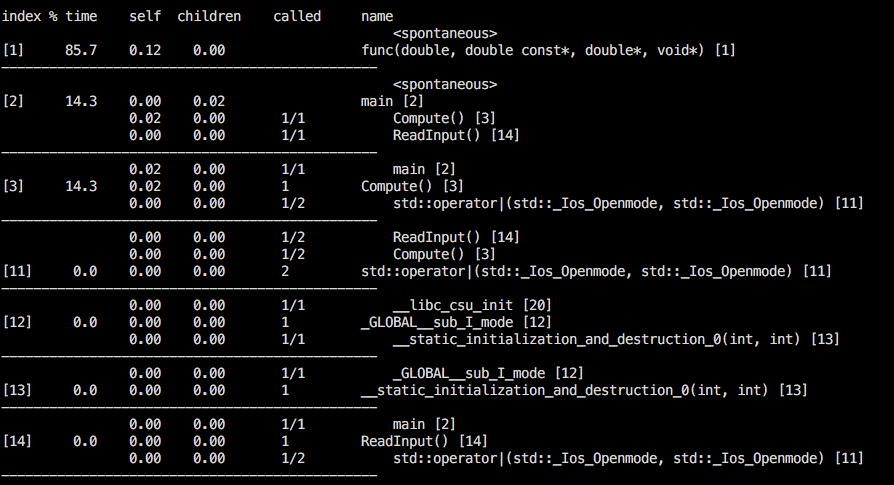 index % time    self  children    called     name
                                                 <spontaneous>
[1]     85.7    0.12    0.00                 func(double, double const*, double*, void*) [1]
-----------------------------------------------
                                                 <spontaneous>
[2]     14.3    0.00    0.02                 main [2]
                0.02    0.00       1/1           Compute() [3]
                0.00    0.00       1/1           ReadInput() [14]
-----------------------------------------------
                0.02    0.00       1/1           main [2]
[3]     14.3    0.02    0.00       1         Compute() [3]
                0.00    0.00       1/2           std::operator|(std::_Ios_Openmode, std::_Ios_Openmode) [11]
-----------------------------------------------
                0.00    0.00       1/2           ReadInput() [14]
                0.00    0.00       1/2           Compute() [3]
[11]     0.0    0.00    0.00       2         std::operator|(std::_Ios_Openmode, std::_Ios_Openmode) [11]
-----------------------------------------------
                0.00    0.00       1/1           __libc_csu_init [20]
[12]     0.0    0.00    0.00       1         _GLOBAL__sub_I_mode [12]
                0.00    0.00       1/1           __static_initialization_and_destruction_0(int, int) [13]
-----------------------------------------------
                0.00    0.00       1/1           _GLOBAL__sub_I_mode [12]
[13]     0.0    0.00    0.00       1         __static_initialization_and_destruction_0(int, int) [13]
-----------------------------------------------
                0.00    0.00       1/1           main [2]
[14]     0.0    0.00    0.00       1         ReadInput() [14]
                0.00    0.00       1/2           std::operator|(std::_Ios_Openmode, std::_Ios_Openmode) [11]
-----------------------------------------------